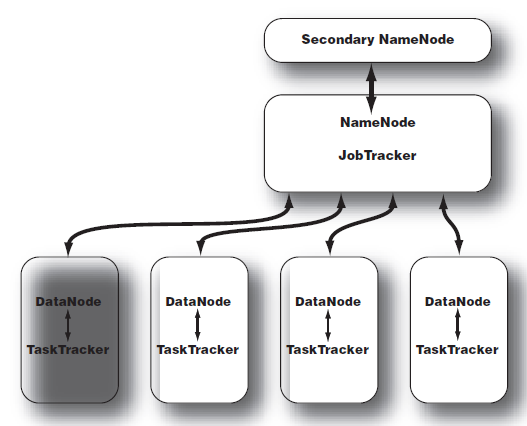 Secondary NameNode
NameNode
JobTracker
DataNode
TaskTracker
DataNode
TaskTracker
DataNode
TaskTracker
DataNode
TaskTracker